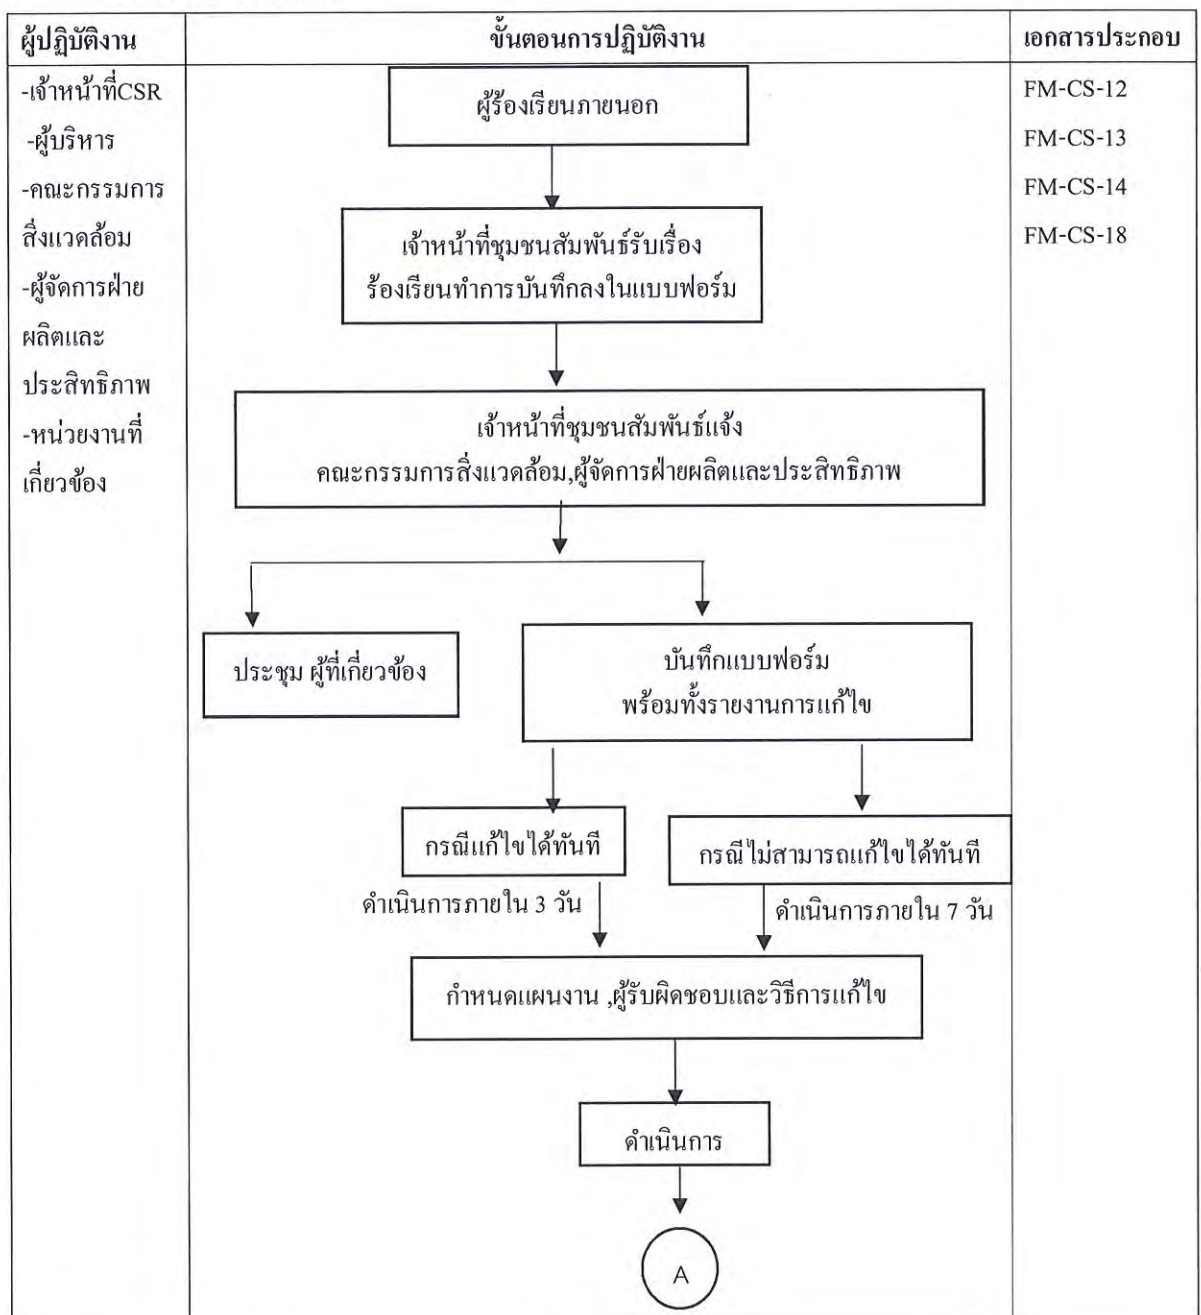 ผู้ปฏิบัติงาน
ขั้นตอนการปฏิบัติงาน
เอกสารประกอบ
-เจ้าหน้าที่CSR
-ผู้บริหาร
-คณะกรรมการ
สิ่งแวดล้อม
-ผู้จัดการฝ่าย
ผลิตและ
ประสิทธิภาพ
-หน่วยงานที่
เกี่ยวข้อง
ผู้ร้องเรียนภายนอก
เจ้าหน้าที่ชุมชนสัมพันธ์รับเรื่อง
ร้องเรียนทำการบันทึกลงในแบบฟอร์ม
เจ้าหน้าที่ชุมชนสัมพันธ์แจ้ง
คณะกรรมการสิ่งแวดล้อม,ผู้จัดการฝ่ายผลิตและประสิทธิภาพ
ประชุม ผู้ที่เกี่ยวข้อง
บันทึกแบบฟอร์ม
พร้อมทั้งรายงานการแก้ไข
กรณีแก้ไขได้ทันที
กรณีไม่สามารถแก้ไขได้ทันที
ดำเนินการภายใน 3 วัน
ดำเนินการภายใน 7 วัน
กำหนดแผนงาน ,ผู้รับผิดชอบและวิธีการแก้ไข
ดำเนินการ
A
FM-CS-12
FM-CS-13
FM-CS-14
FM-CS-18